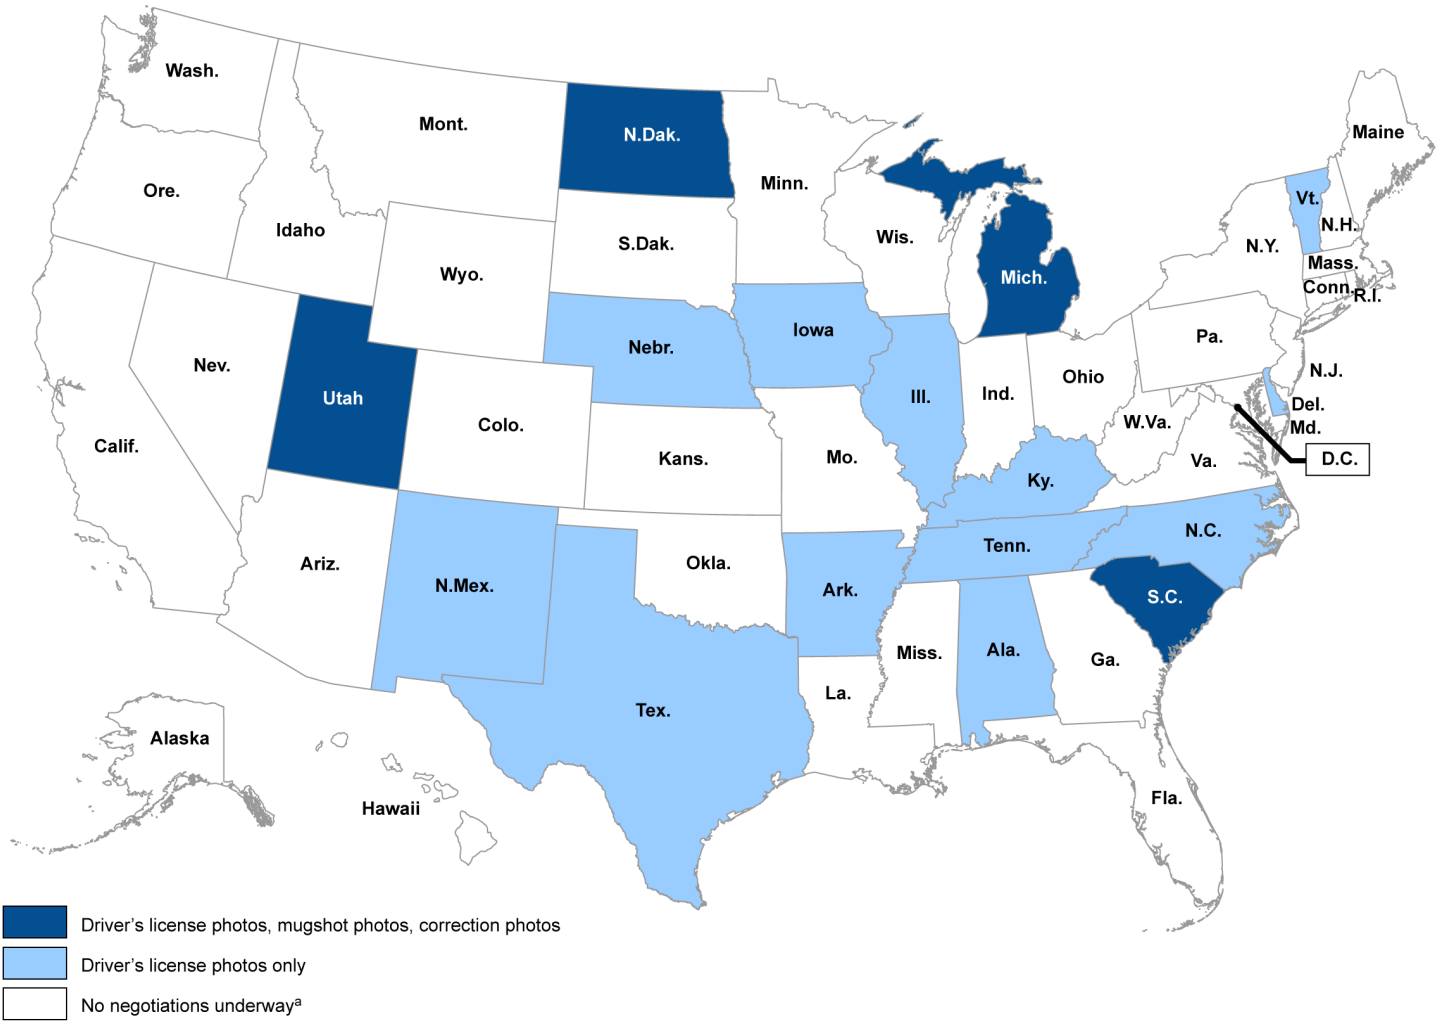 Wash.
Mont.
N.Dak.
Maine
Minn.
Ore.
Vt.
N.H.
Idaho
S.Dak.
Wis.
N.Y.
Mass.
Wyo.
Mich.
Conn.
R.I.
Iowa
Nebr.
Pa.
Nev.
Ohio
N.J.
Utah
Ill.
Ind.
Del.
Colo.
W.Va.
Md.
Calif.
Kans.
Mo.
Va.
D.C.
Ky.
N.C.
Tenn.
Ariz.
Okla.
N.Mex.
Ark.
S.C.
Miss.
Ala.
Ga.
La.
Tex.
Alaska
Fla.
Hawaii
Driver’s license photos, mugshot photos, correction photos
Driver’s license photos only
No negotiations underwayᵃ